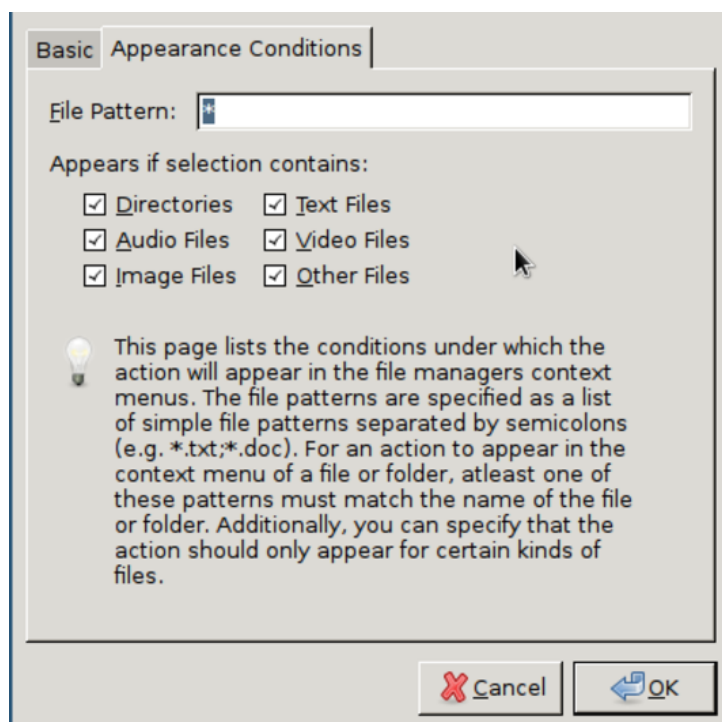 Basic Appearance Conditions
File Pattern: *
Appears if selection contains:
Directories Text Files
Audio Files Video Files
Image Files Other Files
This page lists the conditions under which the
action will appear in the file managers context
menus. The file patterns are specified as a list
of simple file patterns separated by semicolons
(e.g. *.txt;*.doc). For an action to appear in the
context menu of a file or folder, atleast one of
these patterns must match the name of the file
or folder. Additionally, you can specify that the
action should only appear for certain kinds of
files.
Cancel OK